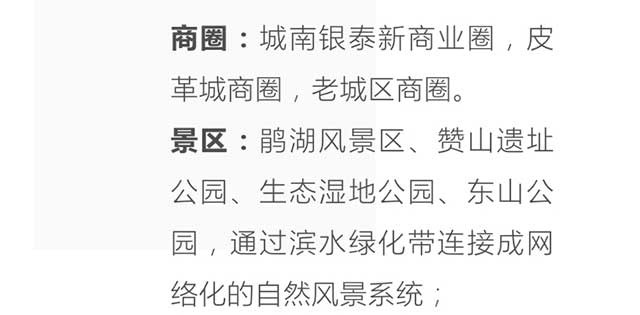 商圈：城南银泰新商业圈，皮
革城商圈，老城区商圈。
景区：鹃湖风景区、赞山遗址
公园、生态湿地公园、东山公
园，通过滨水绿化带连接成网
络化的自然风景系统；